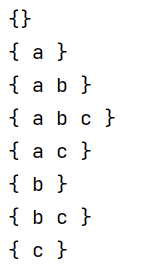 {}
{ a }
{ a b }
{ a b c }
{ a c }
{ b }
{ b c }
{ c }